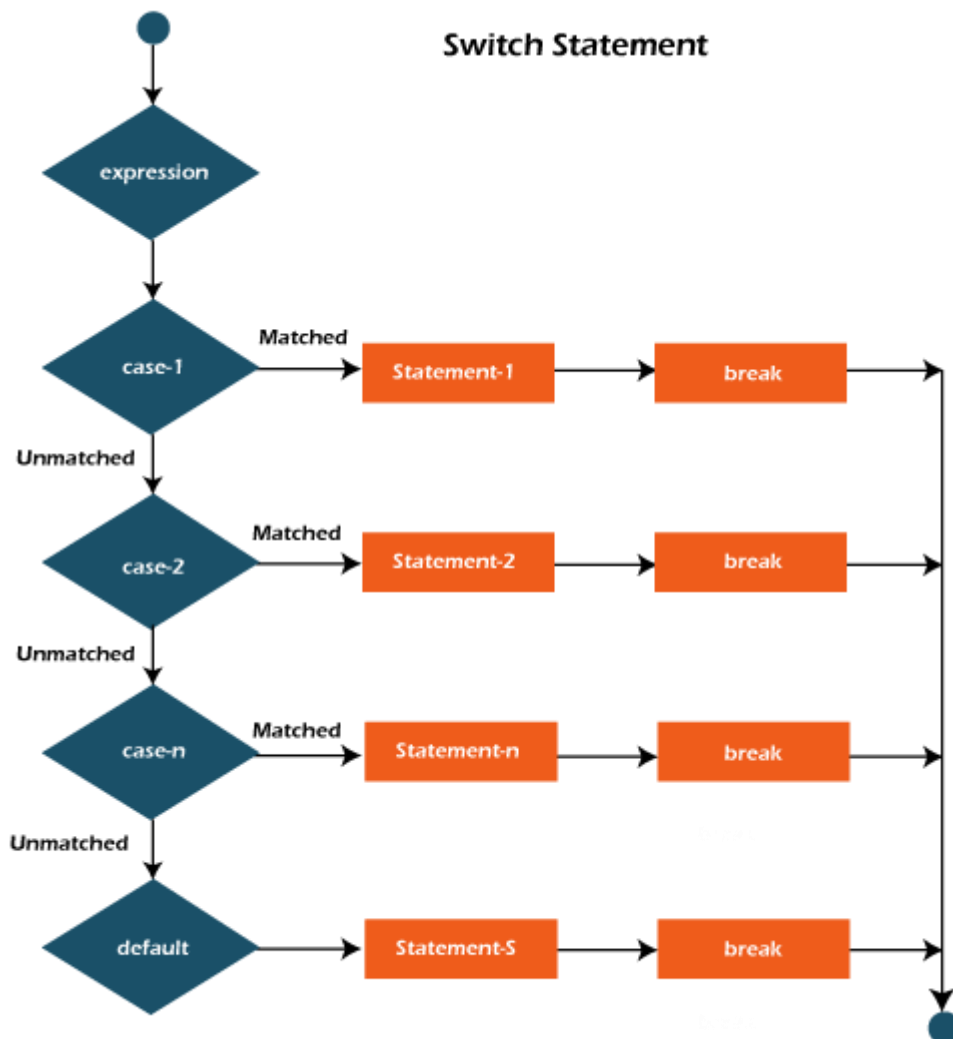 Switch Statement
expression
Matched
case-1
Statement-1
break
Unmatched
Matched
case-2
Statement-2
break
Unmatched
Matched
case-n
Statement-n
break
Unmatched
default
Statement-S
break